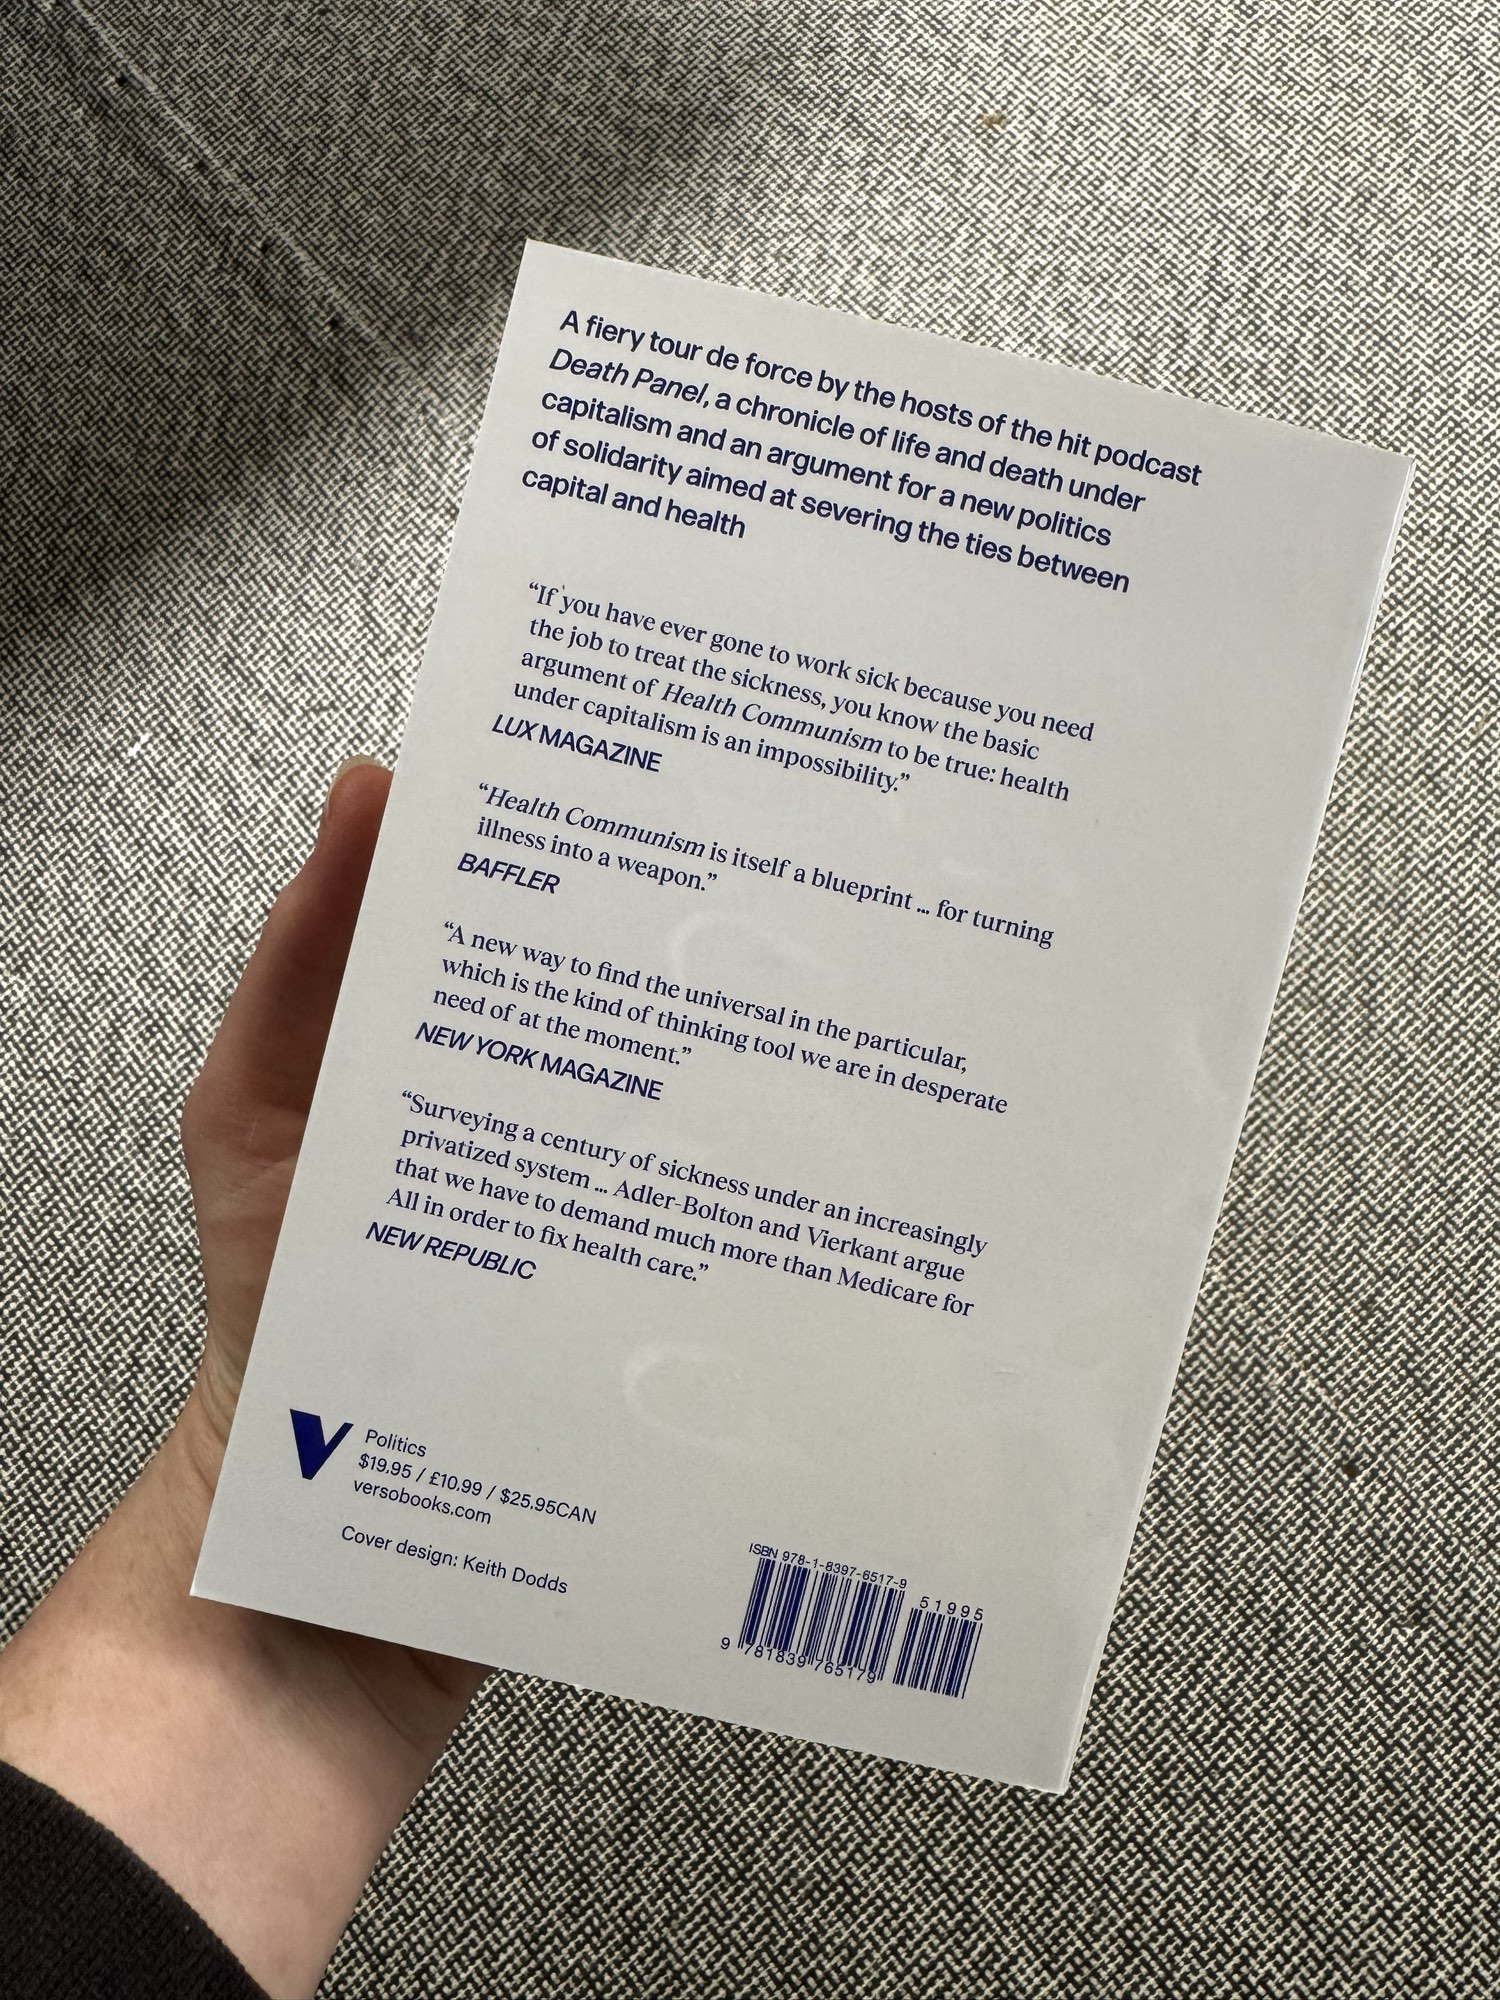 A fiery tour de force by the hosts of the hit podcast
Death Panel, a chronicle of life and death under
capitalism and an argument for a new politics
of solidarity aimed at severing the ties between
capital and health
“If you have ever gone to work sick because you need
the job to treat the sickness, you know the basic
argument of Health Communism to be true: health
under capitalism is an impossibility.”
LUX MAGAZINE
“Health Communism is itself a blueprint ... for turning
illness into a weapon.”
BAFFLER
“A new way to find the universal in the particular,
which is the kind of thinking tool we are in desperate
need of at the moment.”
NEW YORK MAGAZINE
“Surveying a century of sickness under an increasingly
privatized system ... Adler-Bolton and Vierkant argue
that we have to demand much more than Medicare for
All in order to fix health care.”
NEW REPUBLIC
V
Politics
$19.95 / £10.99 / $25.95CAN
versobooks.com
Cover design: Keith Dodds
ISBN 978-1-8397-6517-9
51995
9 781839 765179